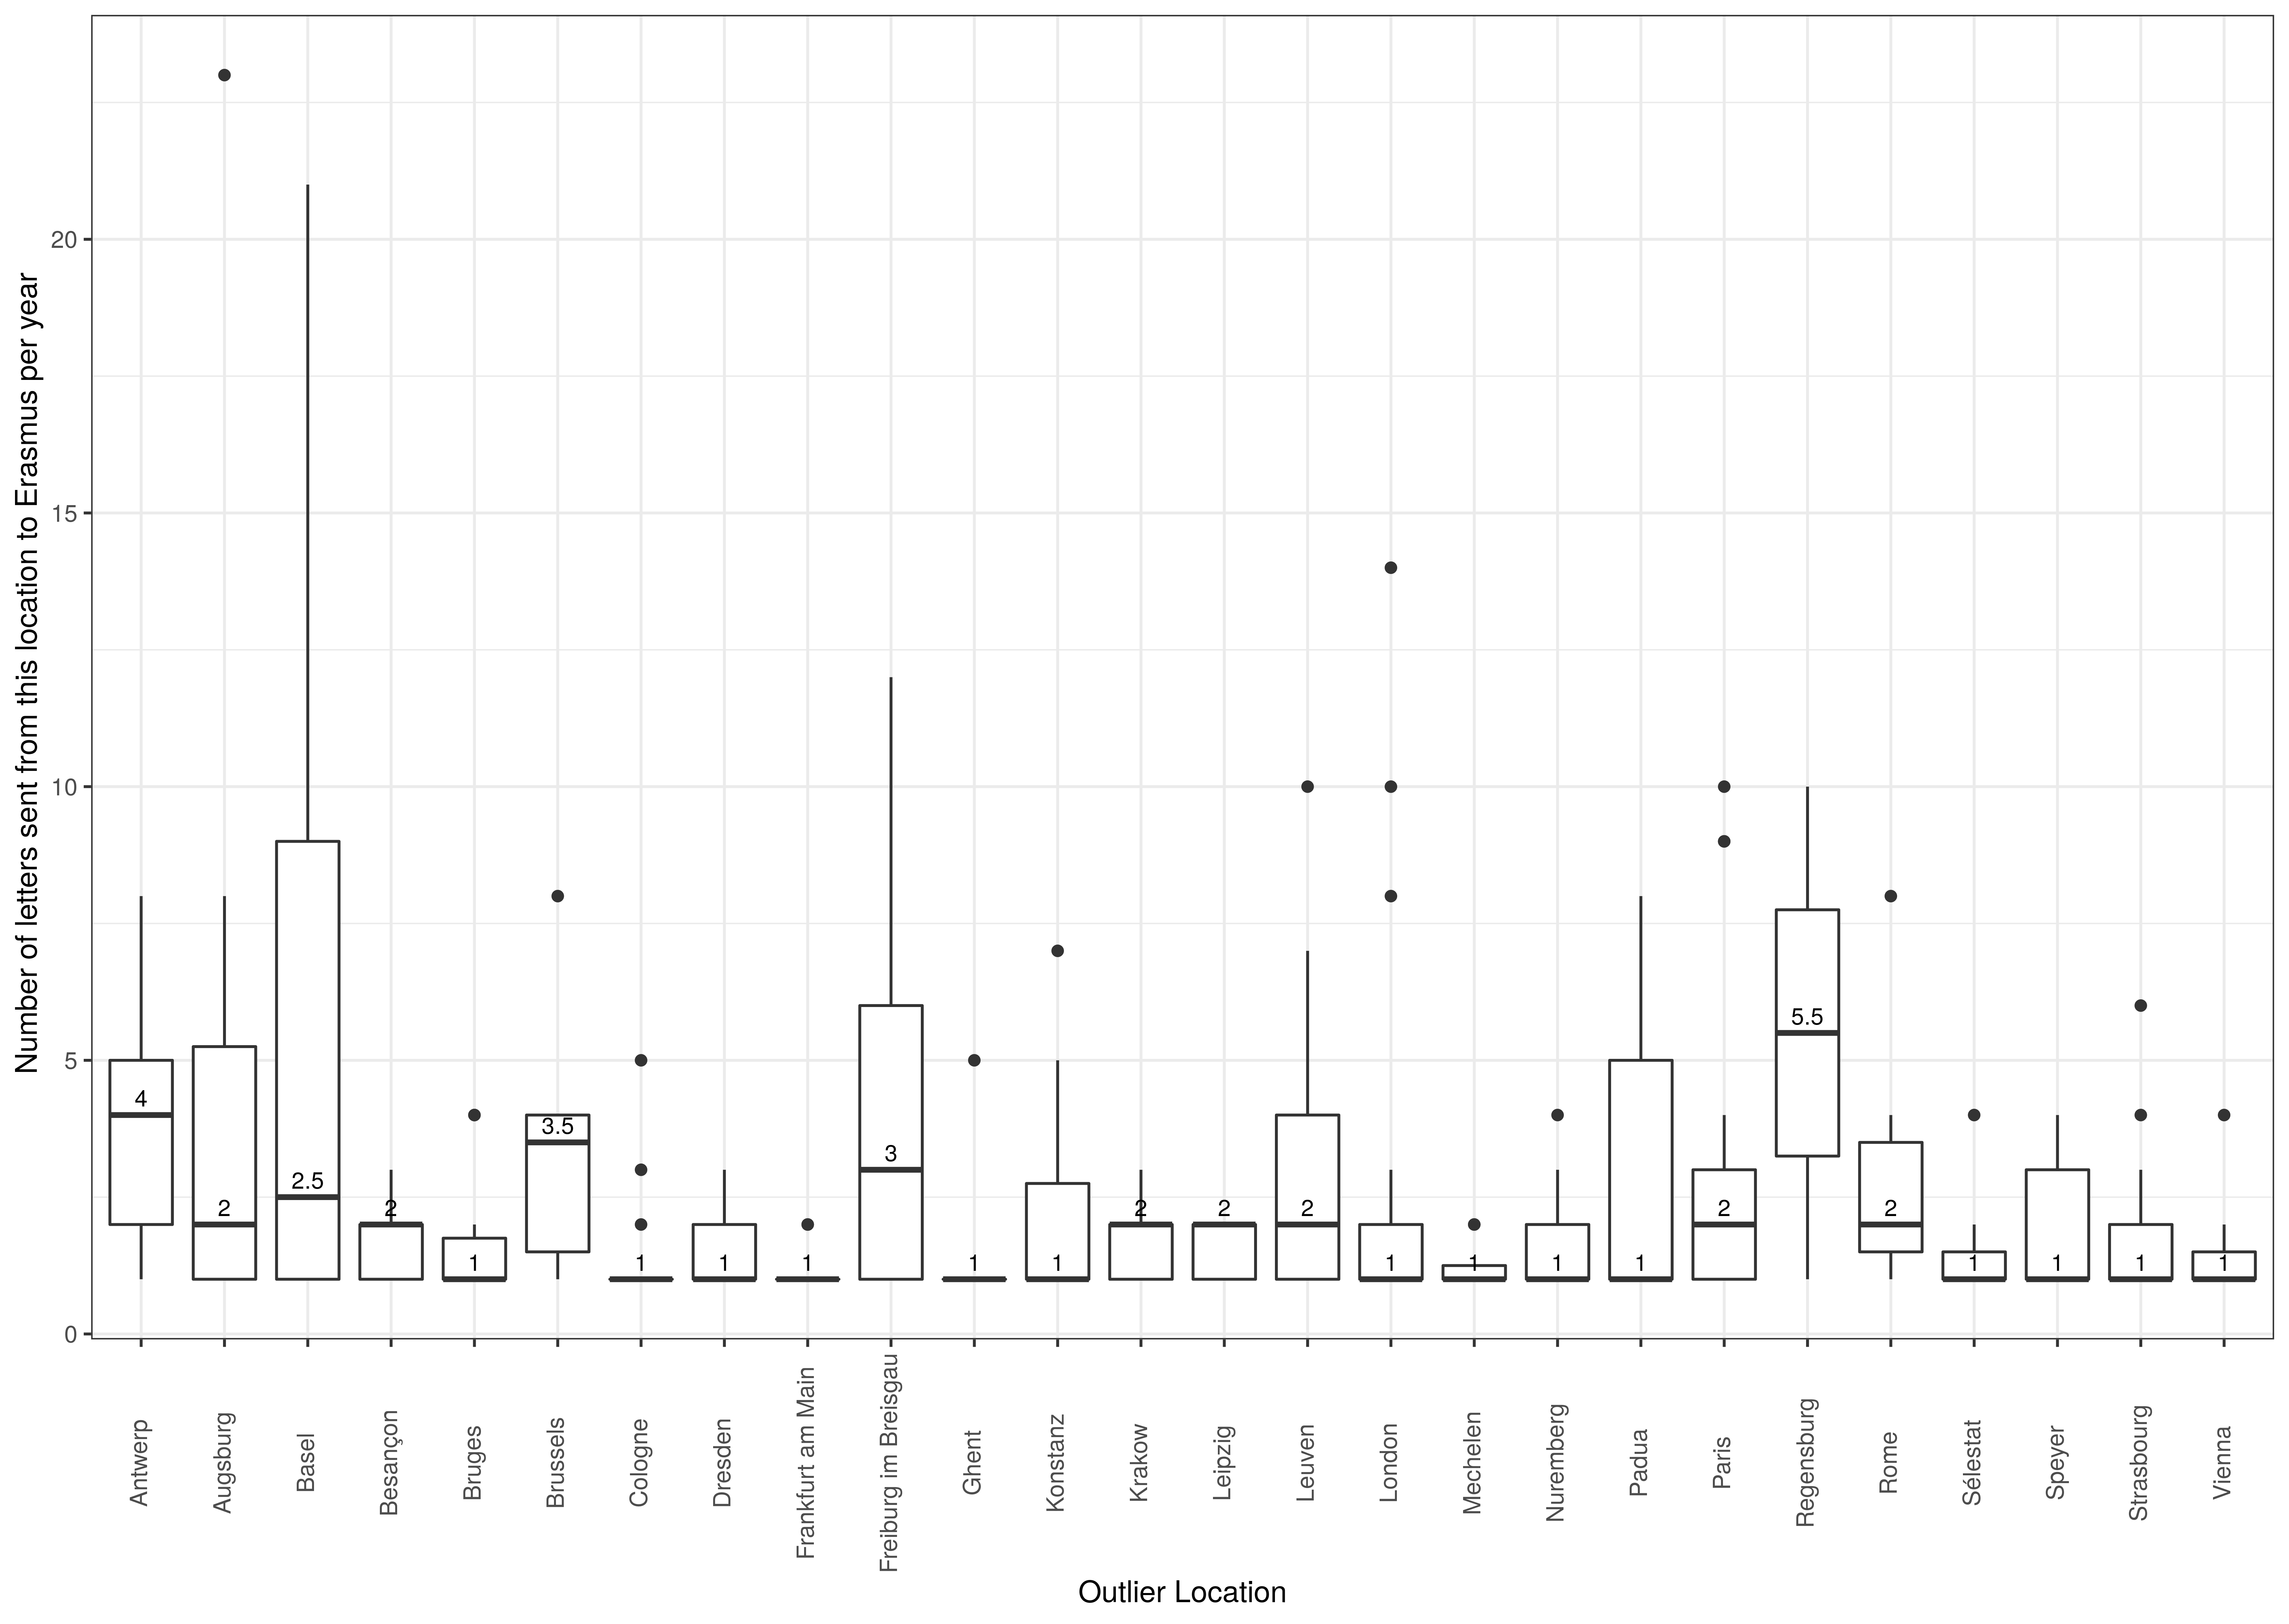 Number of letters sent from this location to Erasmus per year
20
15
10
5
0
4
2
2.5
2
1
3.5
1
1
1
3
1
1
2
2
2
1
1
1
1
2
5.5
2
1
1
1
1
Antwerp
Augsburg
Basel
Besançon
Bruges
Brussels
Cologne
Dresden
Frankfurt am Main
Freiburg im Breisgau
Ghent
Konstanz
Krakow
Leipzig
Leuven
London
Mechelen
Nuremberg
Padua
Paris
Regensburg
Rome
Sélestat
Speyer
Strasbourg
Vienna
Outlier Location